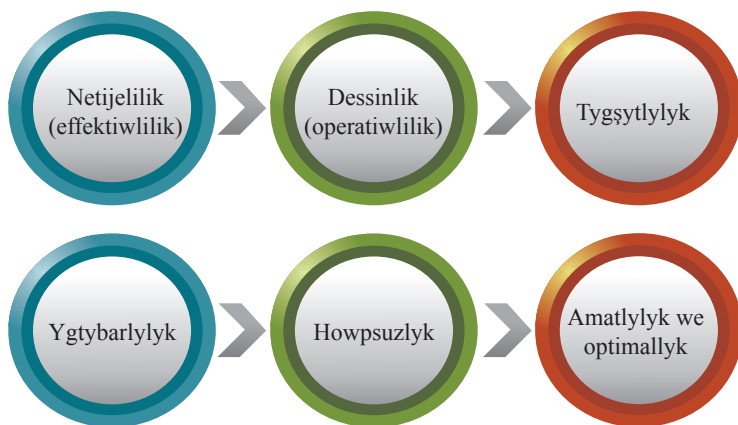 Netijelilik
(effektiwlilik)
Dessinlik
(operatiwlilik)
Tygşytlylyk
Ygtybarlylyk
Howpsuzlyk
Amatlylyk we
optimallyk